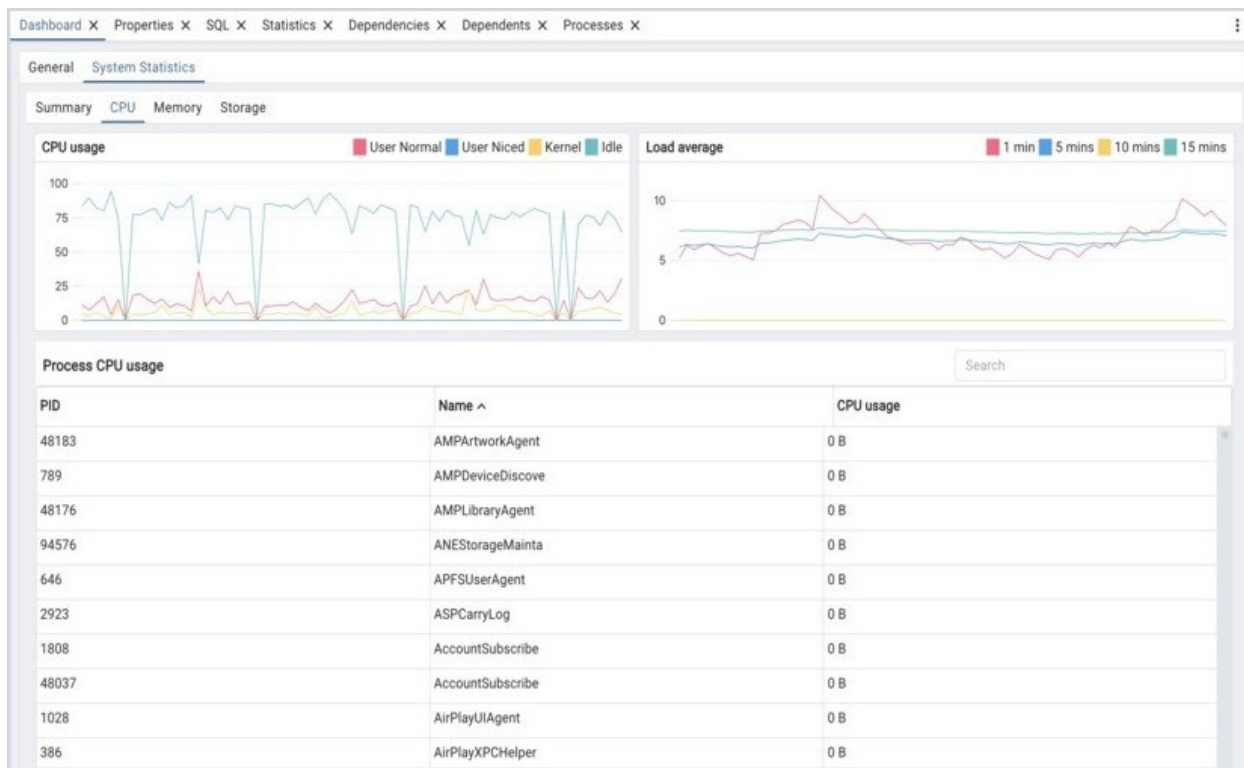 Dashboard X Properties X SQL X Statistics X Dependencies X Dependents X Processes X
General System Statistics
Summary CPU Memory Storage
CPU usage User Normal User Niced Kernel Idle
100
75
50
25
0
Load average 1 min 5 mins 10 mins 15 mins
10
5
0
Process CPU usage Search
PID Name CPU usage
48183 AMPArtworkAgent 0 B
789 AMPDeviceDiscove 0 B
48176 AMPLibraryAgent 0 B
94576 ANEStorageMainta 0 B
646 APFSUserAgent 0 B
2923 ASPCarryLog 0 B
1808 AccountSubscribe 0 B
48037 AccountSubscribe 0 B
1028 AirPlayUIAgent 0 B
386 AirPlayXPCHelper 0 B